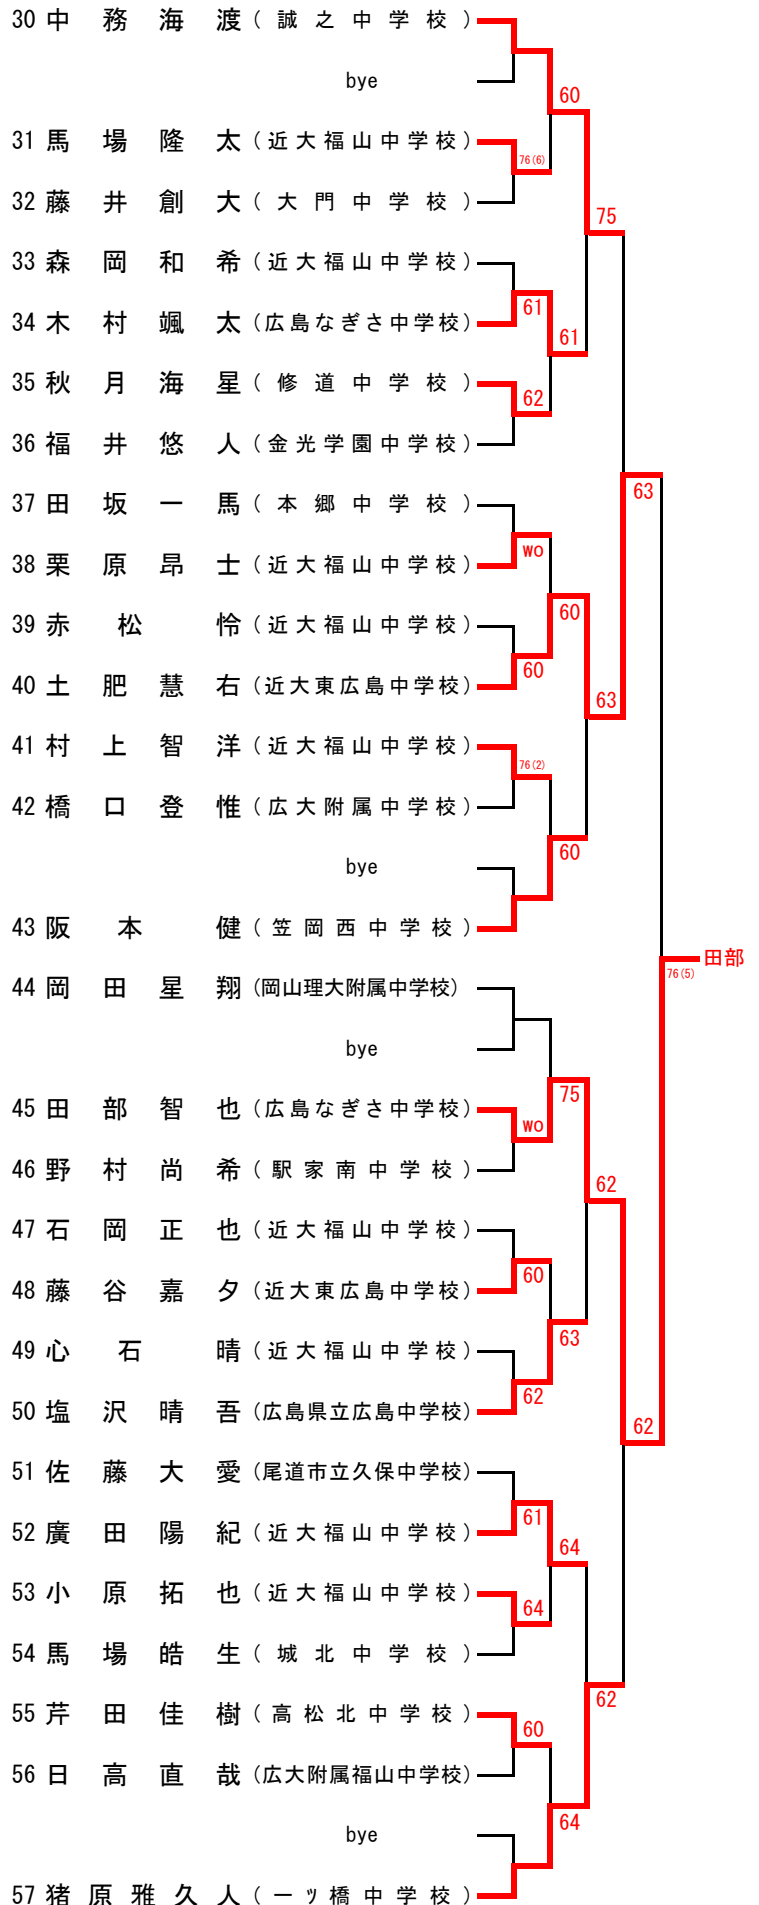 30 中務海渡 (誠之中学校)
bye
60
31 馬場隆太 (近大福山中学校)
76(6)
32 藤井創大 (大門中学校)
75
33 森岡和希 (近大福山中学校)
61
34 木村颯太 (広島なぎさ中学校)
61
35 秋月海星 (修道中学校)
62
36 福井悠人 (金光学園中学校)
63
37 田坂一馬 (本郷中学校)
wo
38 栗原昂士 (近大福山中学校)
60
39 赤松怜 (近大福山中学校)
60
40 土肥慧右 (近大東広島中学校)
63
41 村上智洋 (近大福山中学校)
76(2)
42 橋口登惟 (広大附属中学校)
60
bye
43 阪本健 (笠岡西中学校)
田部
76(5)
44 岡田星翔 (岡山理大附属中学校)
bye
75
45 田部智也 (広島なぎさ中学校)
wo
46 野村尚希 (駅家南中学校)
62
47 石岡正也 (近大福山中学校)
60
48 藤谷嘉夕 (近大東広島中学校)
63
49 心石晴 (近大福山中学校)
62
50 塩沢晴吾 (広島県立広島中学校)
62
51 佐藤大愛 (尾道市立久保中学校)
61
52 廣田陽紀 (近大福山中学校)
64
53 小原拓也 (近大福山中学校)
64
54 馬場皓生 (城北中学校)
62
55 芹田佳樹 (高松北中学校)
60
56 日高直哉 (広大附属福山中学校)
64
bye
57 猪原雅久人 (一ッ橋中学校)